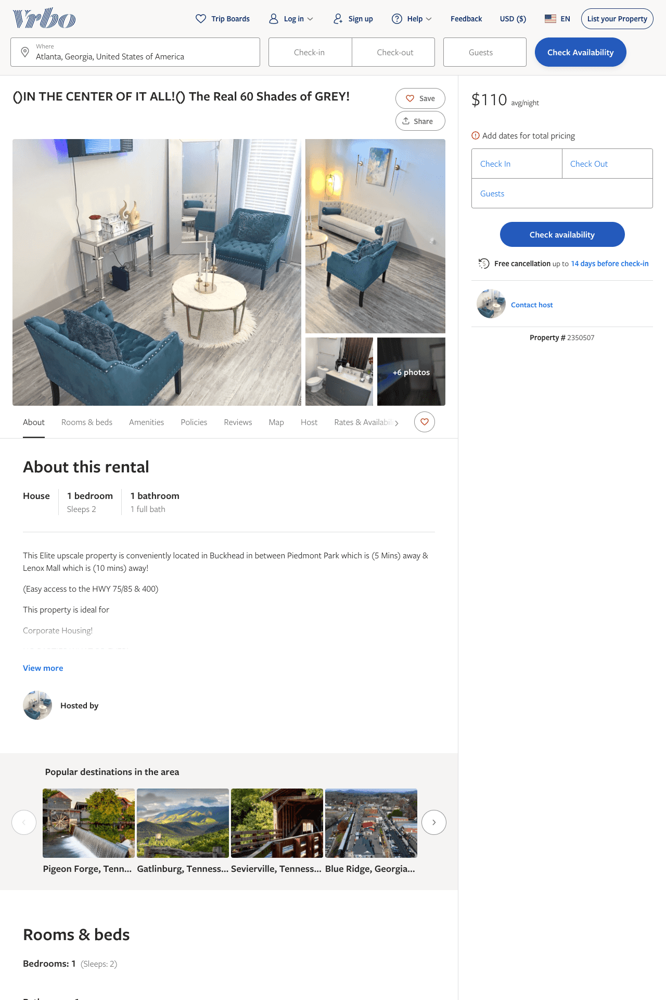 Vrbo
Trip Boards
Log in
Sign up
Help
Feedback
USD ($)
EN
List your Property
Where
Atlanta, Georgia, United States of America
Check-in
Check-out
Guests
Check Availability
()IN THE CENTER OF IT ALL!() The Real 60 Shades of GREY!
Save
Share
+6 photos
$110 avg/night
Add dates for total pricing
Check In
Check Out
Guests
Check availability
Free cancellation up to 14 days before check-in
Contact host
Property # 2350507
About
Rooms & beds
Amenities
Policies
Reviews
Map
Host
Rates & Availabili
About this rental
House
1 bedroom
Sleeps 2
1 bathroom
1 full bath
This Elite upscale property is conveniently located in Buckhead in between Piedmont Park which is (5 Mins) away &
Lenox Mall which is (10 mins) away!
(Easy access to the HWY 75/85 & 400)
This property is ideal for
Corporate Housing!
View more
Hosted by
Popular destinations in the area
Pigeon Forge, Tenn...
Gatlinburg, Tenness...
Sevierville, Tenness...
Blue Ridge, Georgia...
Rooms & beds
Bedrooms: 1 (Sleeps: 2)